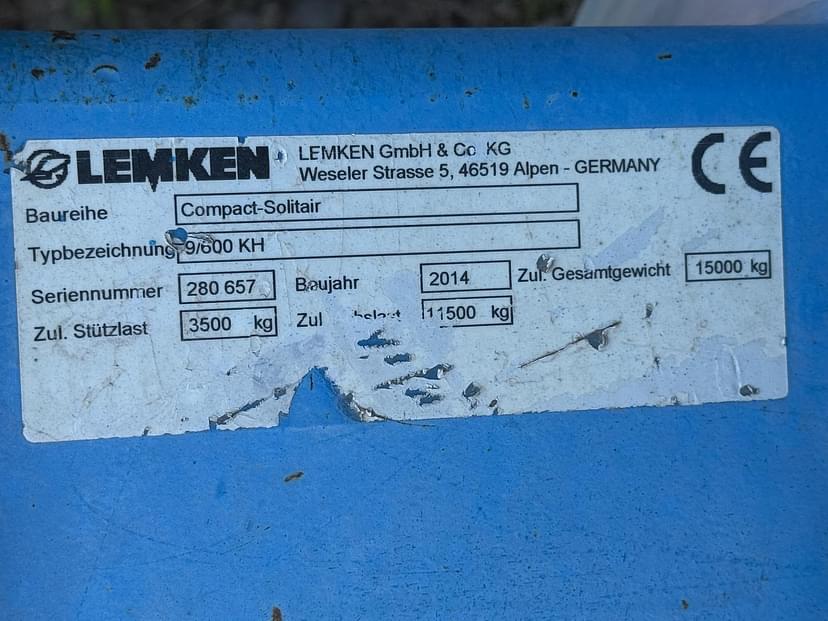 LEMKEN
LEMKEN GmbH & Co. KG
Weseler Strasse 5, 46519 Alpen - GERMANY
CE
Baureihe Compact-Solitair
Typbezeichnung 9/600 KH
Seriennummer 280 657 Baujahr 2014 Zul. Gesamtgewicht 15000 kg
Zul. Stützlast 3500 kg Zul 11500 kg